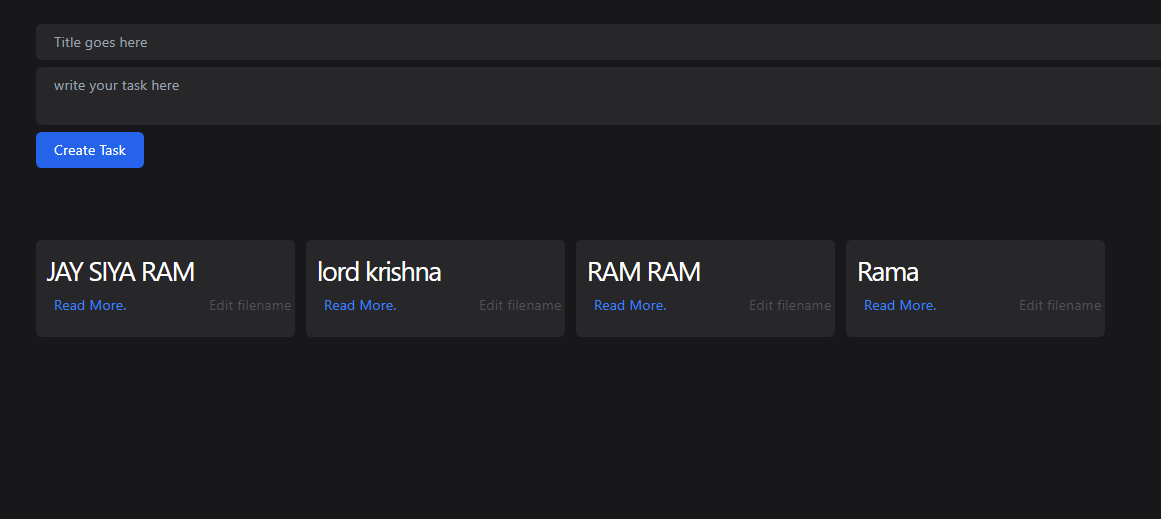 Title goes here
write your task here
Create Task
JAY SIYA RAM
Read More.
Edit filename
lord krishna
Read More.
Edit filename
RAM RAM
Read More.
Edit filename
Rama
Read More.
Edit filename